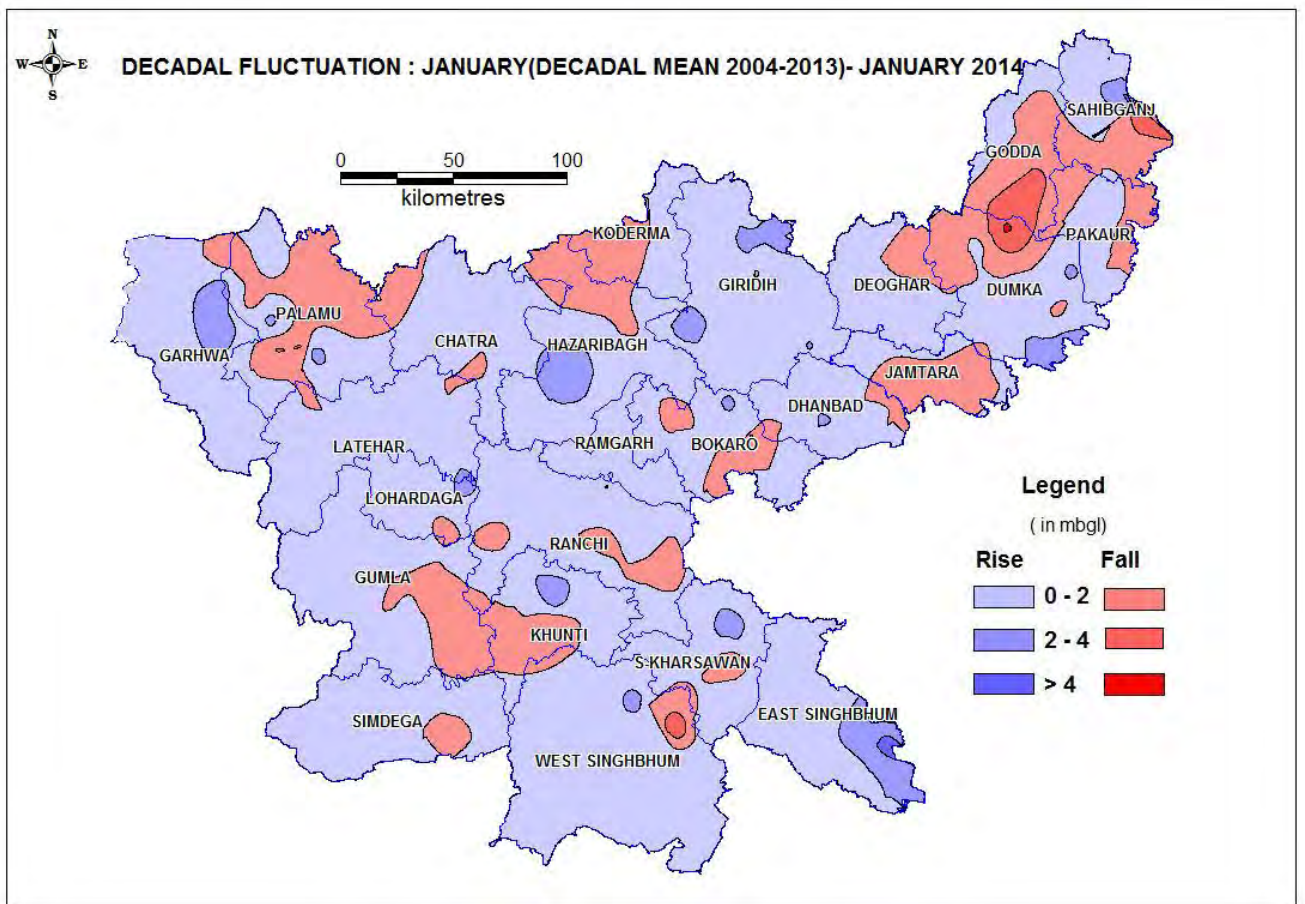 N
W E
S
DECADAL FLUCTUATION : JANUARY(DECADAL MEAN 2004-2013)- JANUARY 2014
SAHIBGANJ
GODDA
0 50 100
kilometres
KODERMA
PAKAUR
GIRIDIH
DEOGHAR
DUMKA
PALAMU
CHATRA
HAZARIBAGH
GARHWA
JAMTARA
DHANBAD
LATEHAR
RAMGARH
BOKARO
LOHARDAGA
RANCHI
GUMLA
KHUNTI
S-KHARSAWAN
SIMDEGA
EAST SINGHBHUM
WEST SINGHBHUM
Legend
( in mbgl)
Rise Fall
0 - 2
2 - 4
> 4